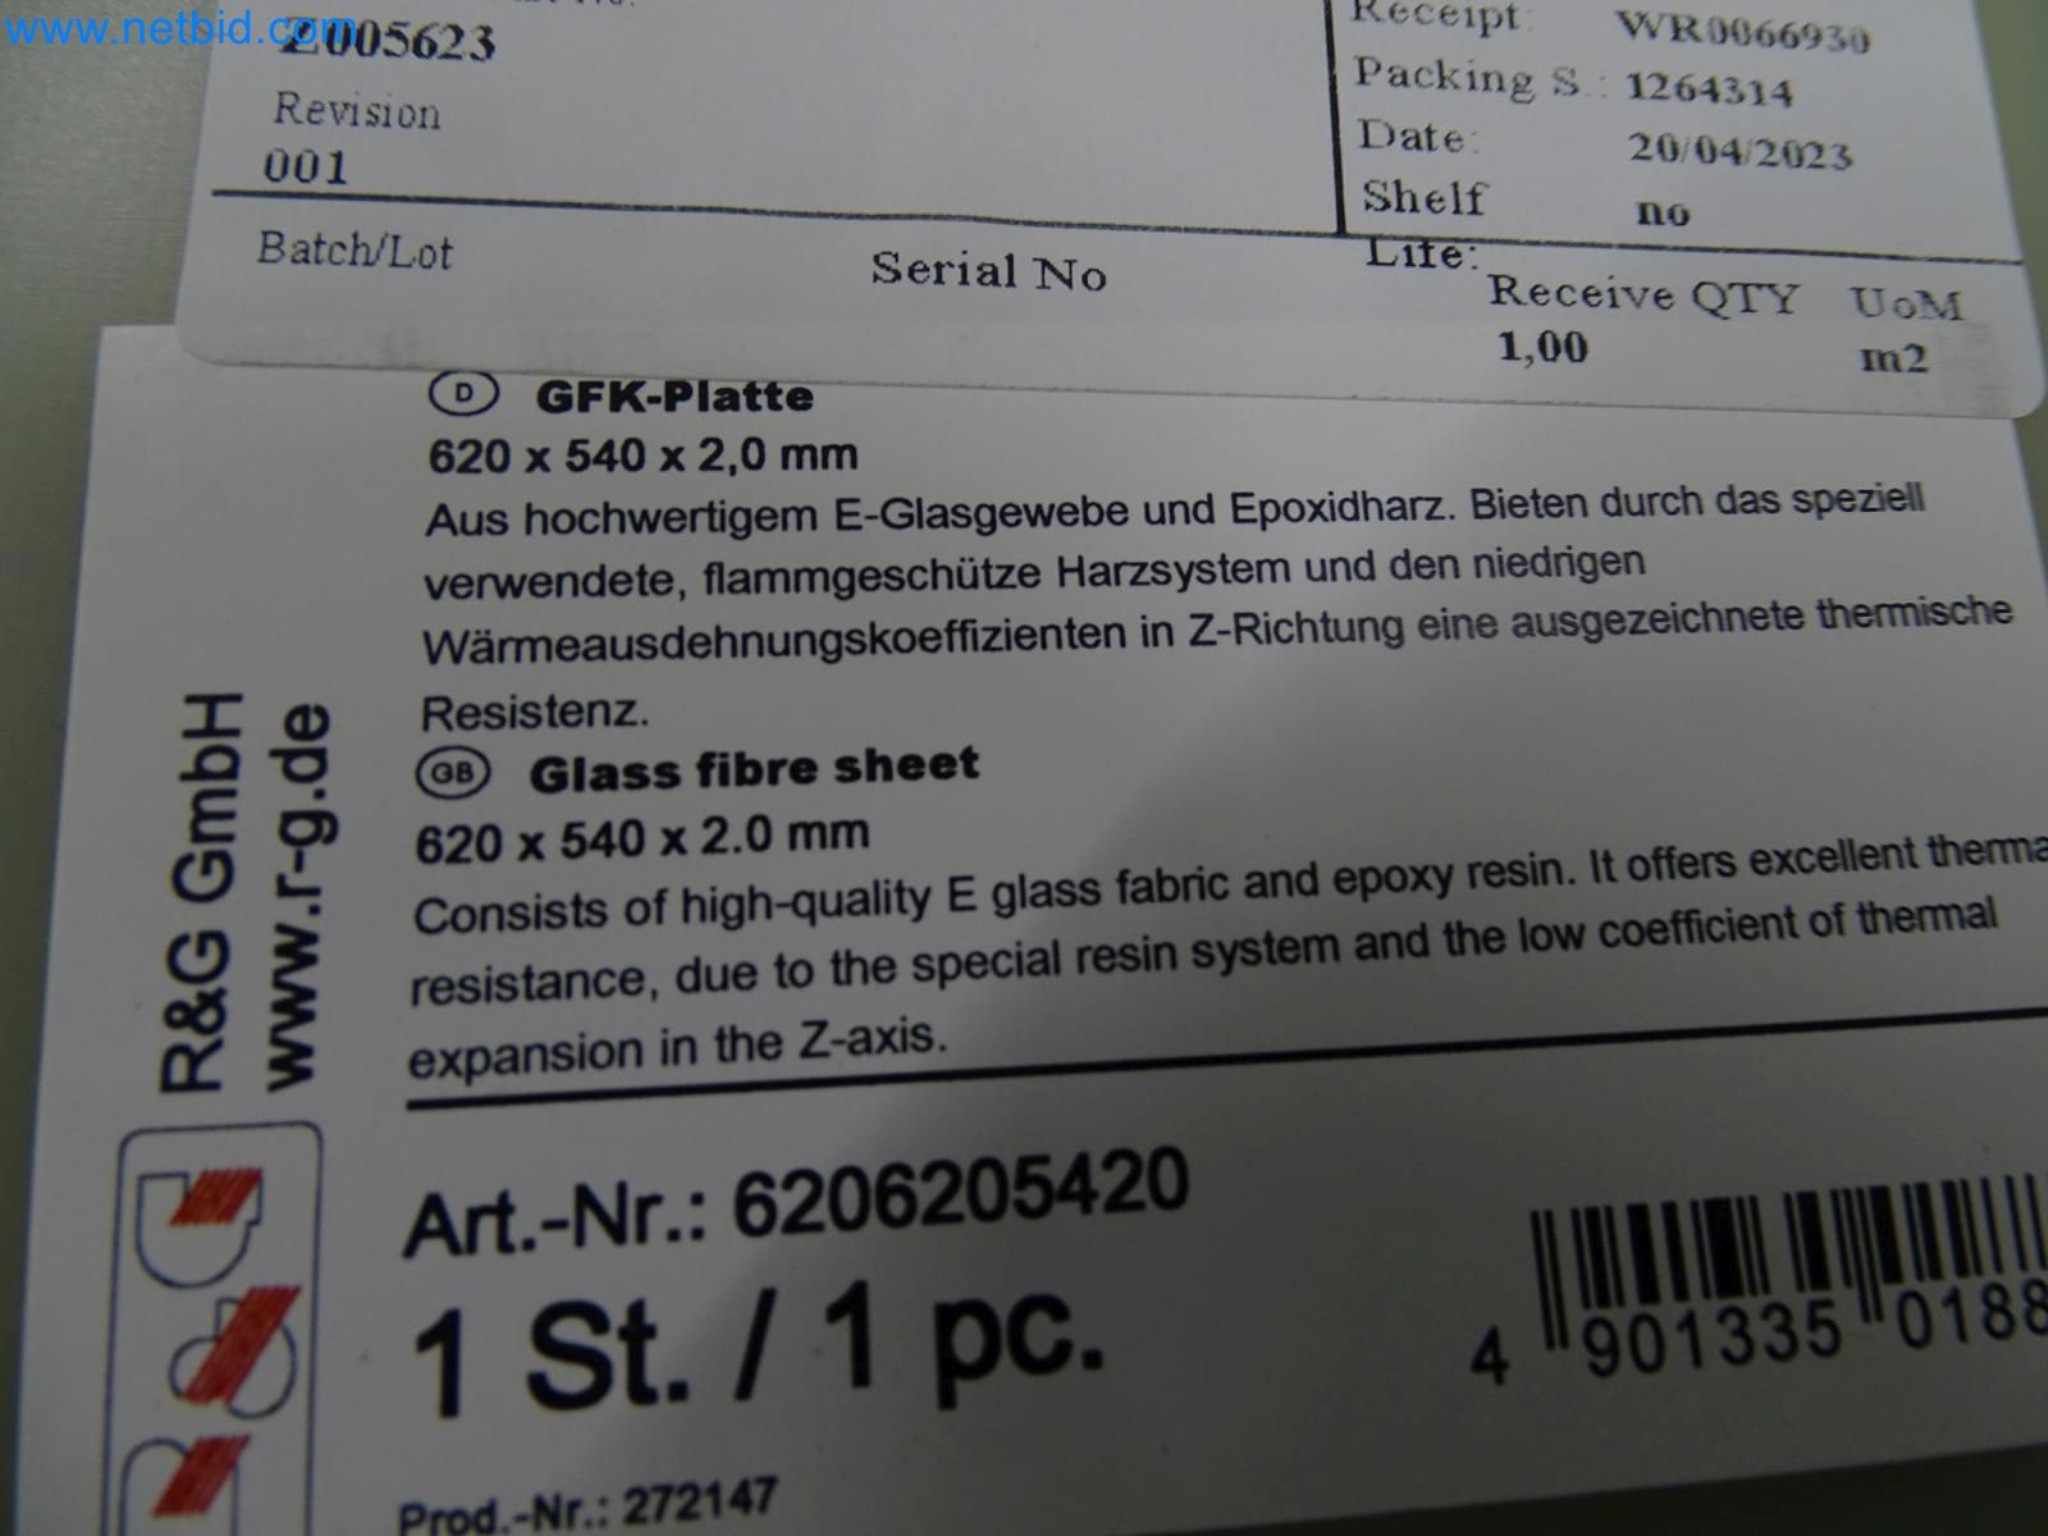 www.netbid.com
Z005623
Revision
001
Batch/Lot
Serial No
Receipt: WR0066930
Packing S.: 1264314
Date: 20/04/2023
Shelf no
Life:
Receive QTY UoM
1,00 m2
D GFK-Platte
620 x 540 x 2,0 mm
Aus hochwertigem E-Glasgewebe und Epoxidharz. Bieten durch das speziell
verwendete, flammgeschütze Harzsystem und den niedrigen
Wärmeausdehnungskoeffizienten in Z-Richtung eine ausgezeichnete thermische
Resistenz.
GB Glass fibre sheet
620 x 540 x 2.0 mm
Consists of high-quality E glass fabric and epoxy resin. It offers excellent therma
resistance, due to the special resin system and the low coefficient of thermal
expansion in the Z-axis.
R&G GmbH
www.r-g.de
Art.-Nr.: 6206205420
1 St. / 1 pc.
4 901335 0188
Prod.-Nr.: 272147